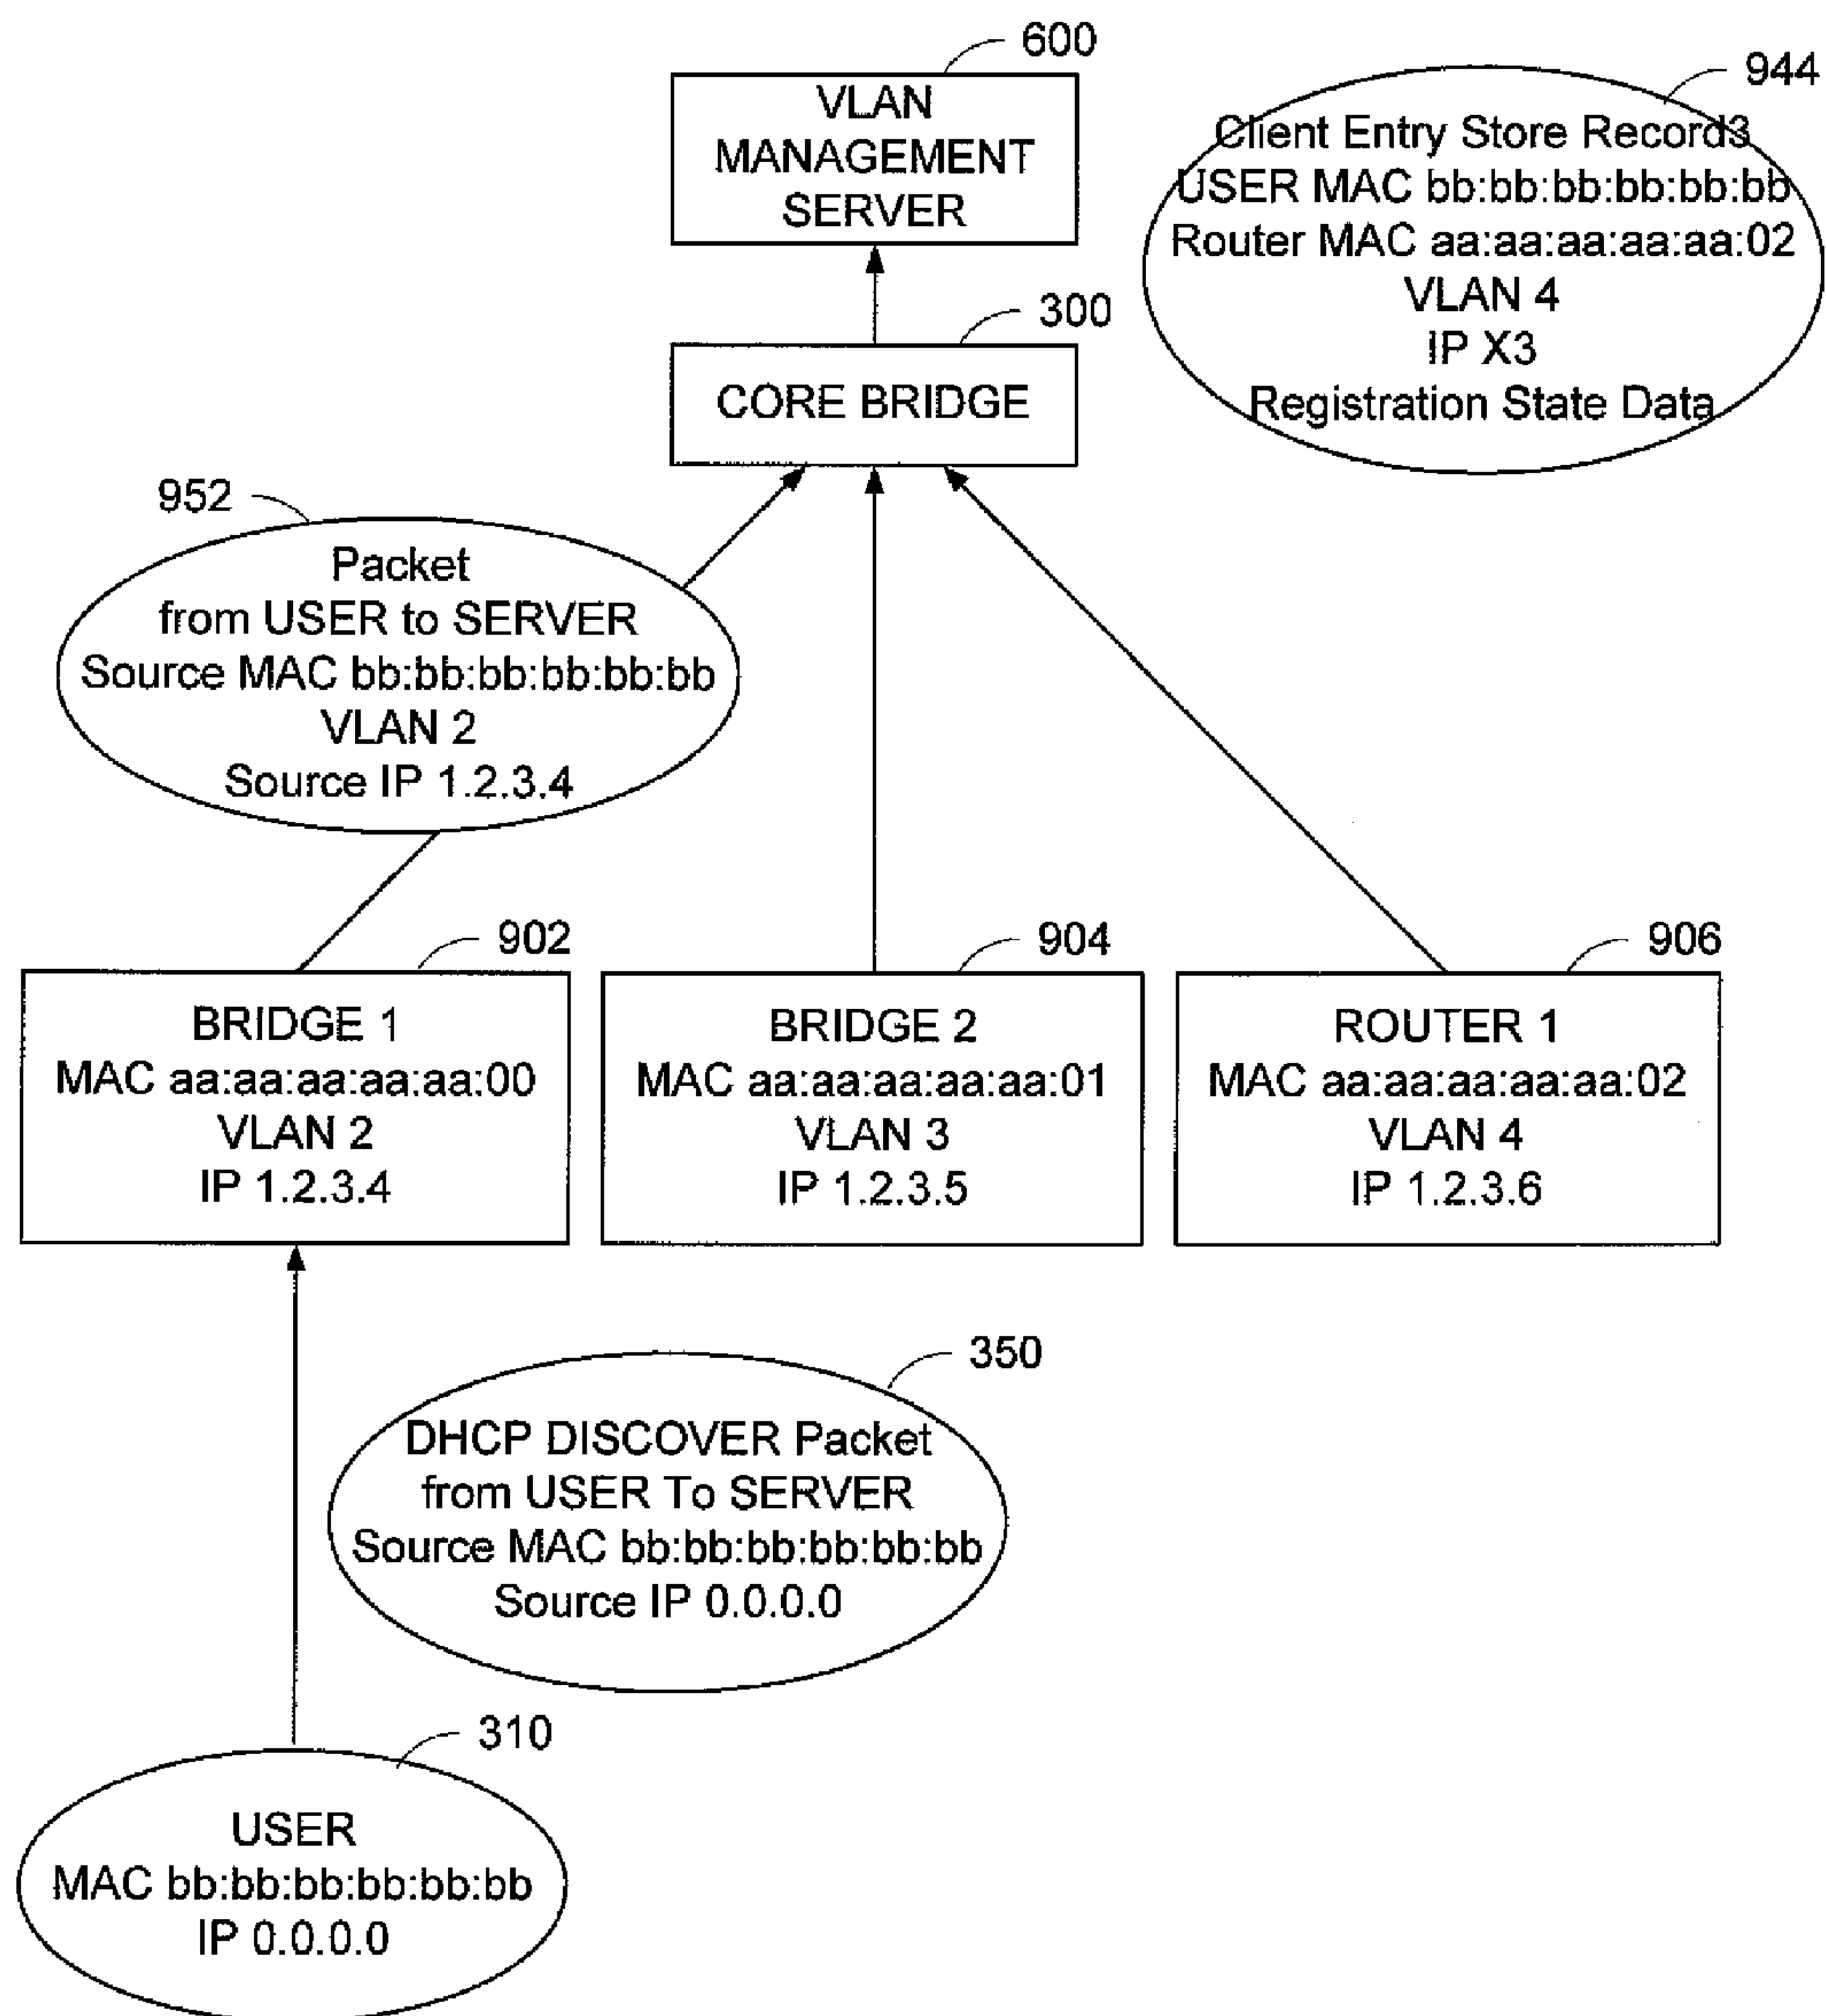 600
VLAN
MANAGEMENT
SERVER
944
Client Entry Store Record3
USER MAC bb:bb:bb:bb:bb:bb
Router MAC aa:aa:aa:aa:aa:02
VLAN 4
IP X3
Registration State Data
300
CORE BRIDGE
952
Packet
from USER to SERVER
Source MAC bb:bb:bb:bb:bb:bb
VLAN 2
Source IP 1.2.3.4
902
BRIDGE 1
MAC aa:aa:aa:aa:aa:00
VLAN 2
IP 1.2.3.4
904
BRIDGE 2
MAC aa:aa:aa:aa:aa:01
VLAN 3
IP 1.2.3.5
906
ROUTER 1
MAC aa:aa:aa:aa:aa:02
VLAN 4
IP 1.2.3.6
350
DHCP DISCOVER Packet
from USER To SERVER
Source MAC bb:bb:bb:bb:bb:bb
Source IP 0.0.0.0
310
USER
MAC bb:bb:bb:bb:bb:bb
IP 0.0.0.0